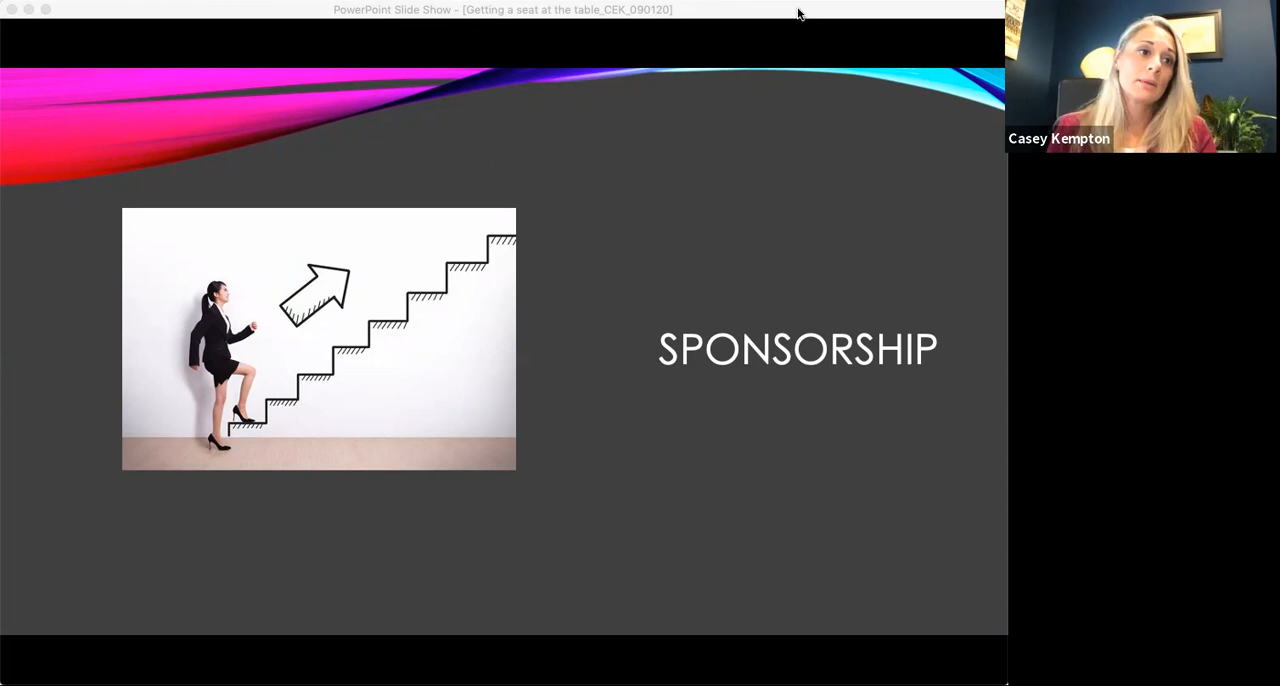 PowerPoint Slide Show - [Getting a seat at the table_CEK_090120]
Casey Kempton
SPONSORSHIP